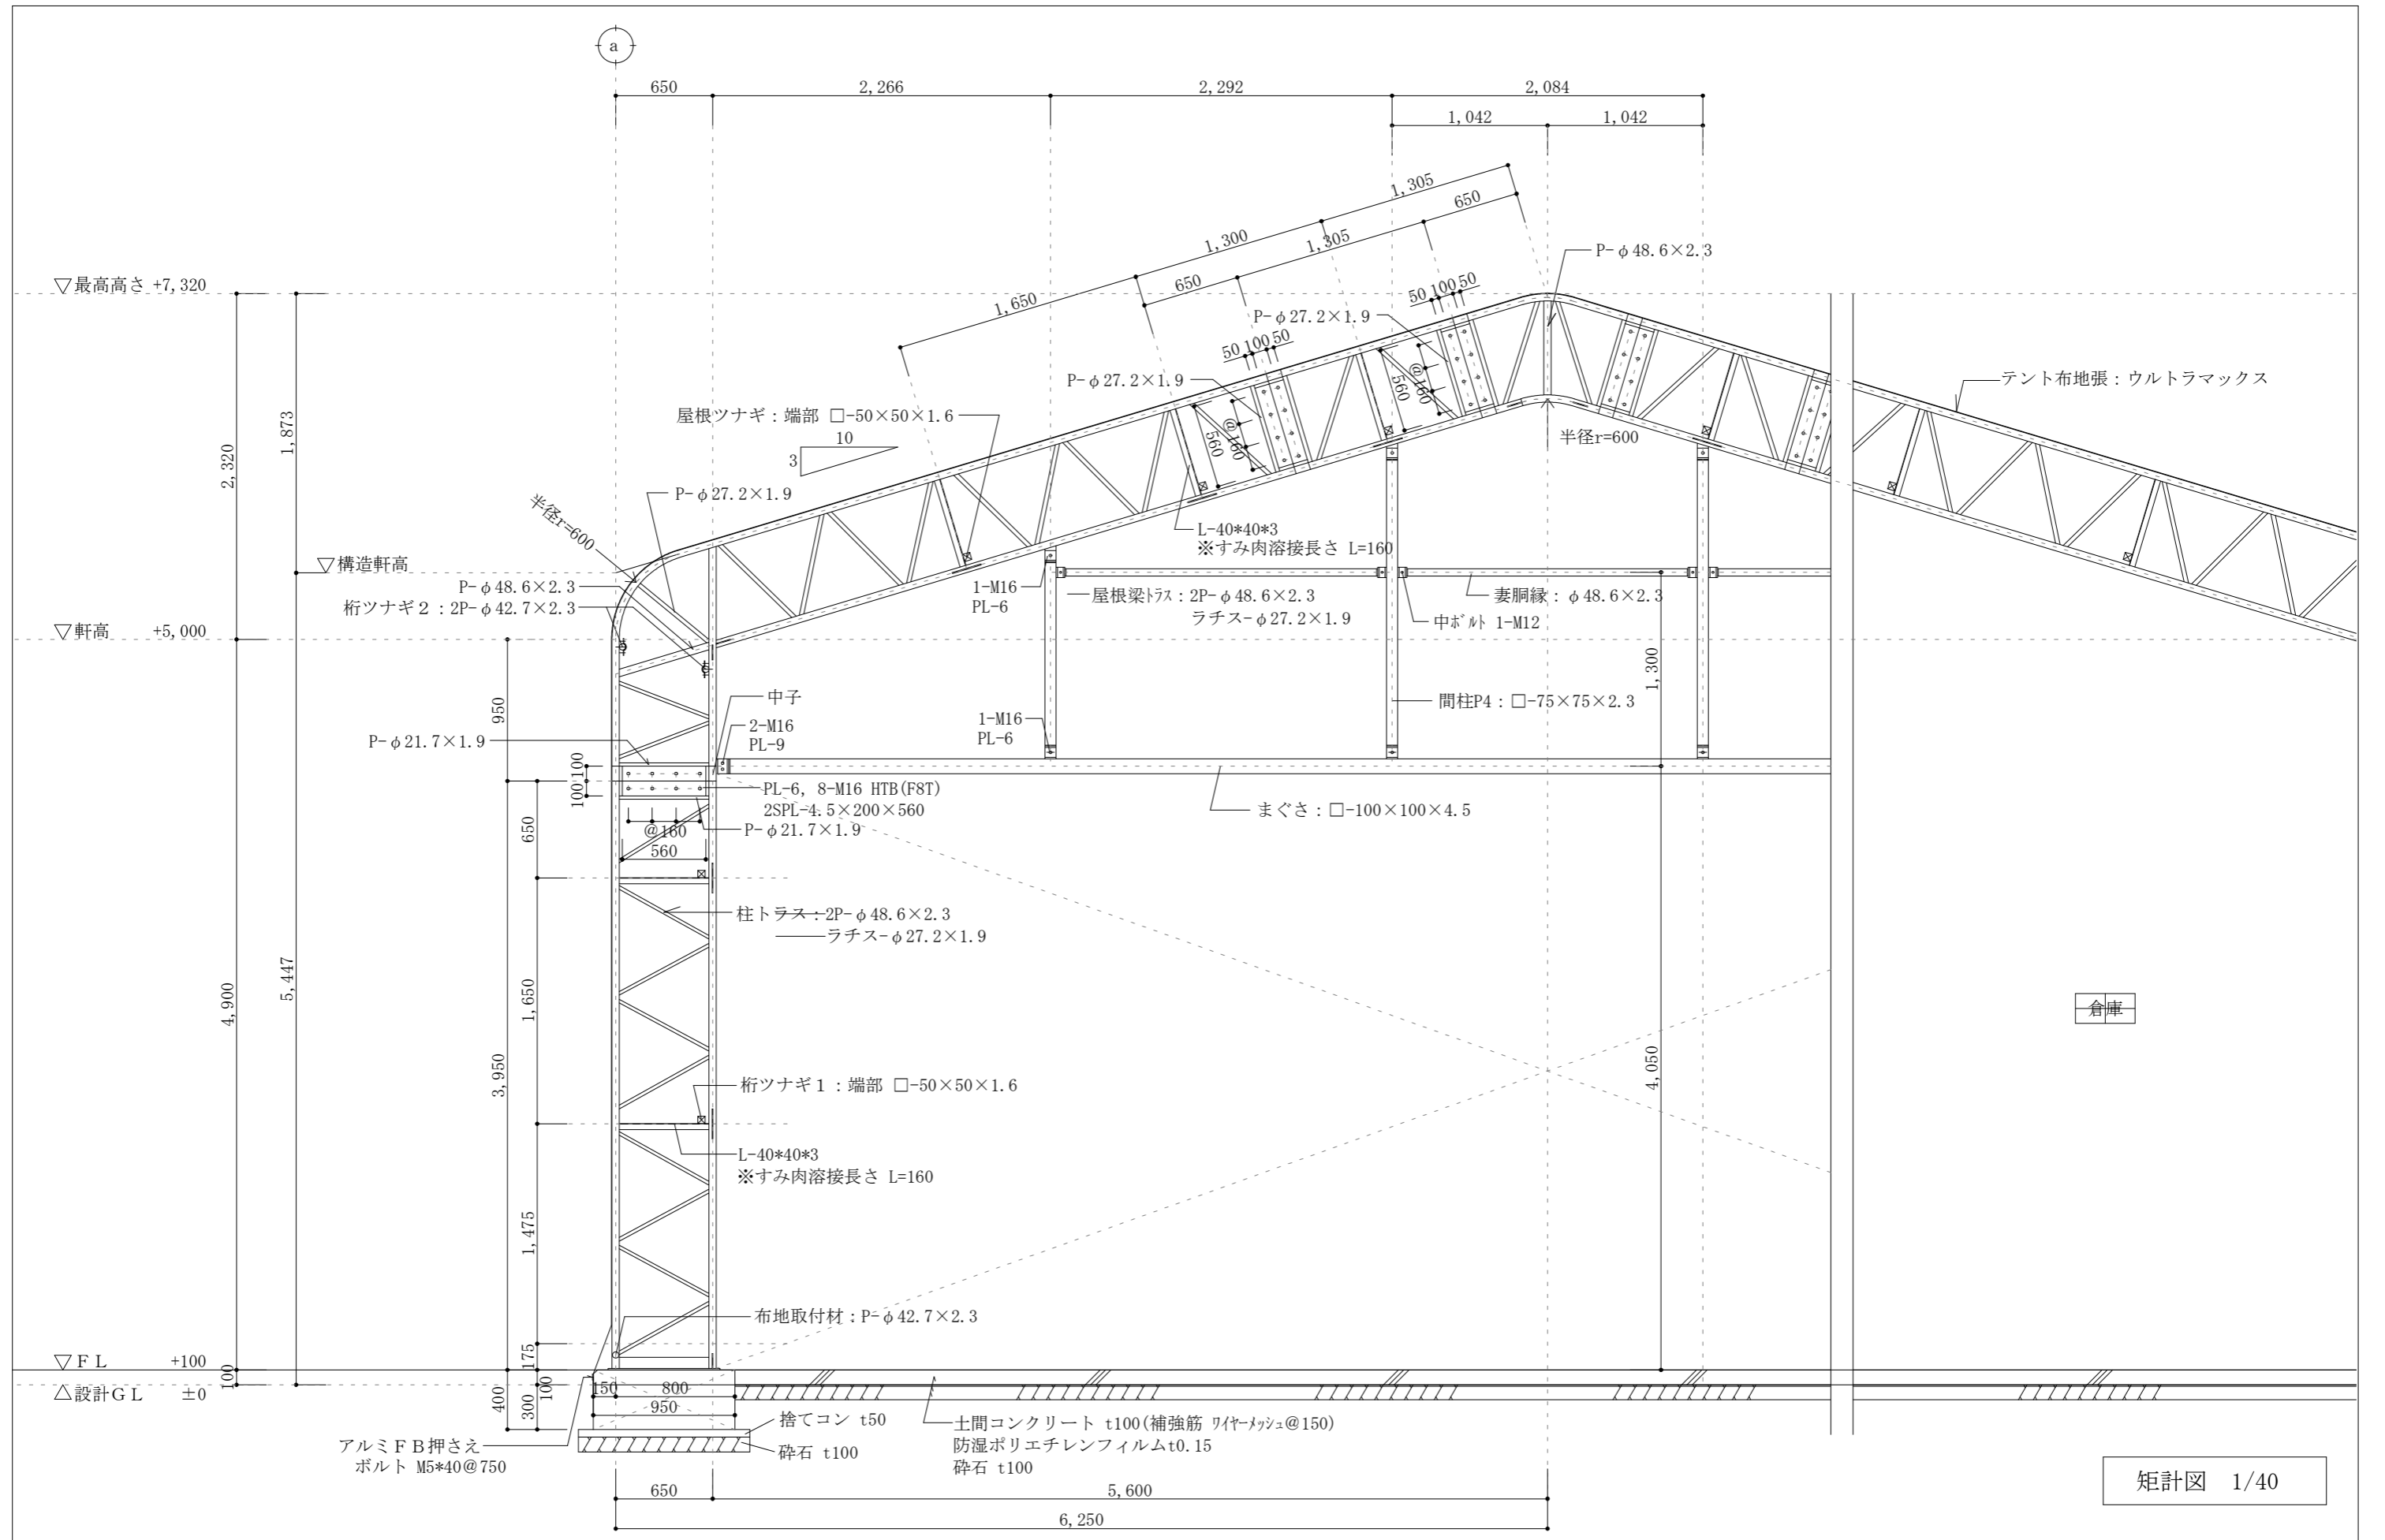 a
650
2,266
2,292
2,084
1,042
1,042
1,305
650
1,300
1,305
1,650
650
50 100 50
50 100 50
P-φ48.6×2.3
▽最高高さ +7,320
P-φ27.2×1.9
P-φ27.2×1.9
@160
560
@160
560
テント布地張：ウルトラマックス
屋根ツナギ：端部 □-50×50×1.6
10
3
半径r=600
2,320
1,873
P-φ27.2×1.9
半径r=600
L-40*40*3
※すみ肉溶接長さ L=160
▽構造軒高
P-φ48.6×2.3
桁ツナギ２：2P-φ42.7×2.3
1-M16
PL-6
屋根梁トラス：2P-φ48.6×2.3
ラチス-φ27.2×1.9
妻胴縁：φ48.6×2.3
中ボルト 1-M12
▽軒高 +5,000
950
1,300
中子
2-M16
PL-9
1-M16
PL-6
間柱P4：□-75×75×2.3
P-φ21.7×1.9
100
100
PL-6, 8-M16 HTB(F8T)
2SPL-4.5×200×560
P-φ21.7×1.9
まぐさ：□-100×100×4.5
@160
560
650
柱トラス：2P-φ48.6×2.3
ラチス-φ27.2×1.9
4,900
5,447
3,950
1,650
4,050
倉庫
桁ツナギ１：端部 □-50×50×1.6
L-40*40*3
※すみ肉溶接長さ L=160
1,475
布地取付材：P-φ42.7×2.3
175
▽ＦＬ +100
100
△設計ＧＬ ±0
400
300
100
150
800
950
捨てコン t50
砕石 t100
アルミＦＢ押さえ
ボルト M5*40@750
土間コンクリート t100(補強筋 ワイヤーメッシュ@150)
防湿ポリエチレンフィルムt0.15
砕石 t100
650
5,600
6,250
矩計図 1/40